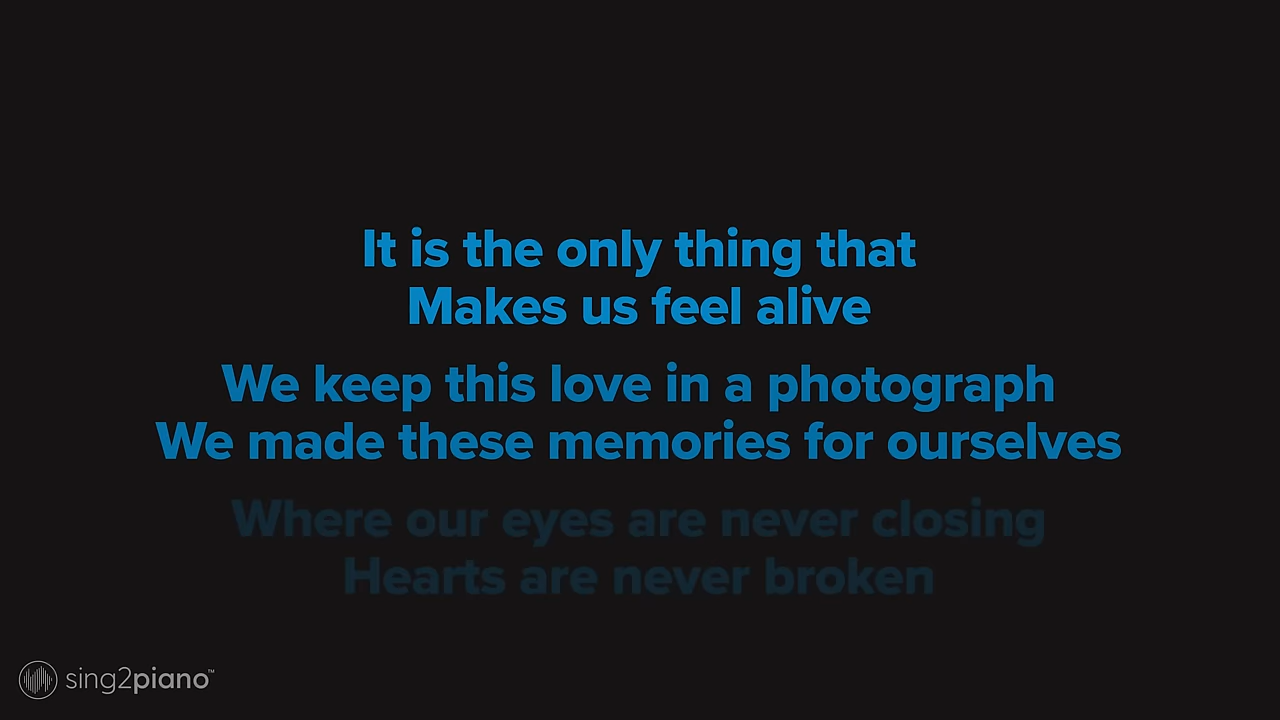 It is the only thing that
Makes us feel alive
We keep this love in a photograph
We made these memories for ourselves
Where our eyes are never closing
Hearts are never broken
sing2piano™